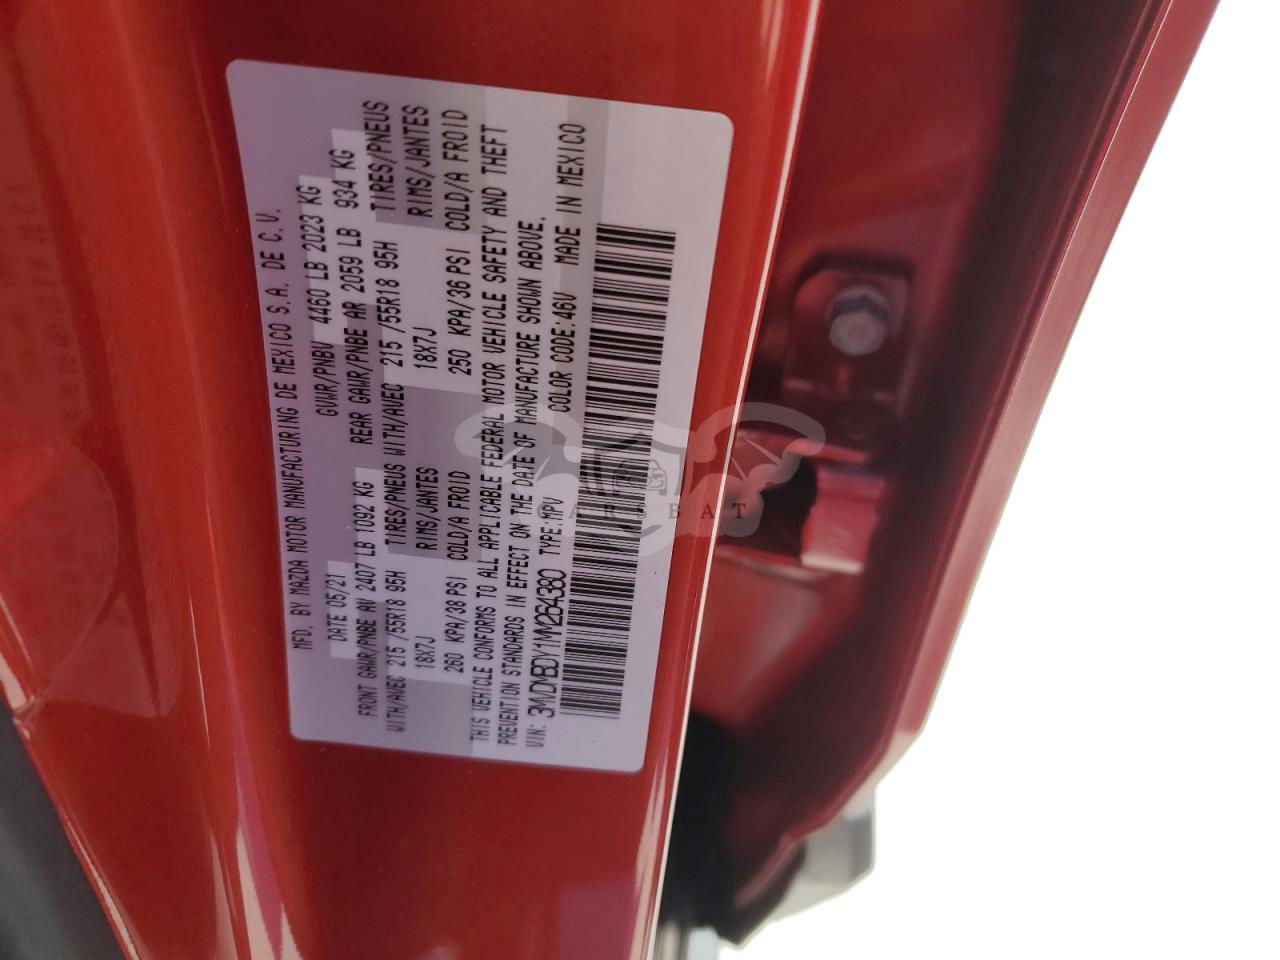 MFD. BY MAZDA MOTOR MANUFACTURING DE MEXICO S.A. DE C.V.
DATE 05/21 GVWR/PNBV 4460 LB 2023 KG
FRONT GAWR/PNBE AV 2407 LB 1092 KG REAR GAWR/PNBE AR 2059 LB 934 KG
WITH/AVEC 215 /55R18 95H TIRES/PNEUS WITH/AVEC 215 /55R18 95H TIRES/PNEUS
18X7J RIMS/JANTES 18X7J RIMS/JANTES
260 KPA/38 PSI COLD/A FROID 250 KPA/36 PSI COLD/A FROID
THIS VEHICLE CONFORMS TO ALL APPLICABLE FEDERAL MOTOR VEHICLE SAFETY AND THEFT
PREVENTION STANDARDS IN EFFECT ON THE DATE OF MANUFACTURE SHOWN ABOVE.
VIN: 3MVDMBDY1MM264380 TYPE:MPV COLOR CODE:46V MADE IN MEXICO
CARSBAT